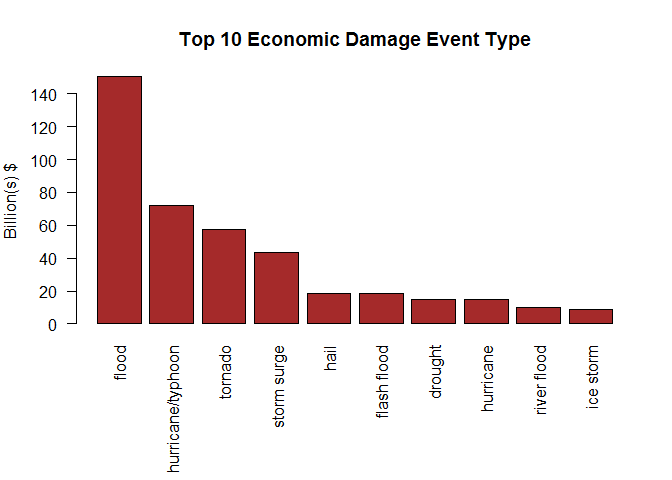 Top 10 Economic Damage Event Type
Billion(s) $
140
120
100
80
60
40
20
0
flood
hurricane/typhoon
tornado
storm surge
hail
flash flood
drought
hurricane
river flood
ice storm